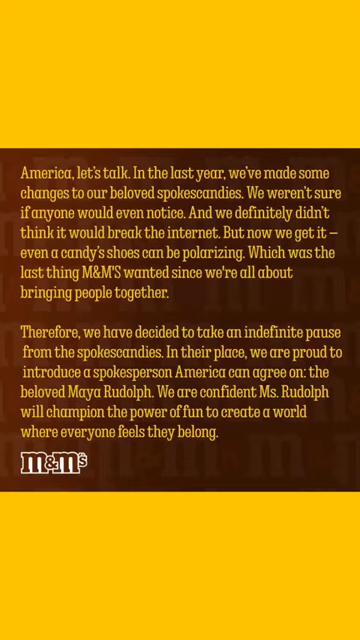 America, let's talk. In the last year, we've made some
changes to our beloved spokescandies. We weren't sure
if anyone would even notice. And we definitely didn't
think it would break the internet. But now we get it –
even a candy's shoes can be polarizing. Which was the
last thing M&M'S wanted since we're all about
bringing people together.
Therefore, we have decided to take an indefinite pause
from the spokescandies. In their place, we are proud to
introduce a spokesperson America can agree on: the
beloved Maya Rudolph. We are confident Ms. Rudolph
will champion the power of fun to create a world
where everyone feels they belong.
m&m's